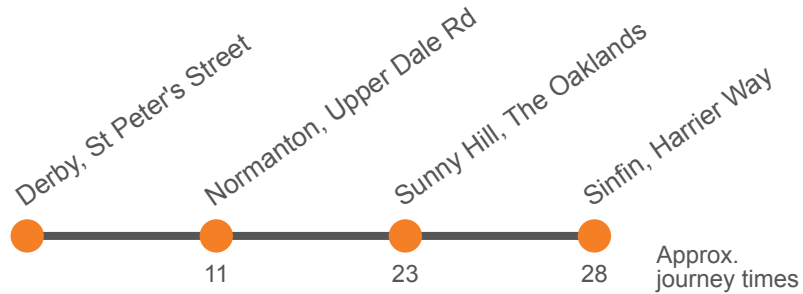 Derby, St Peter's Street
Normanton, Upper Dale Rd
Sunny Hill, The Oaklands
Sinfin, Harrier Way
11
23
28
Approx.
journey times